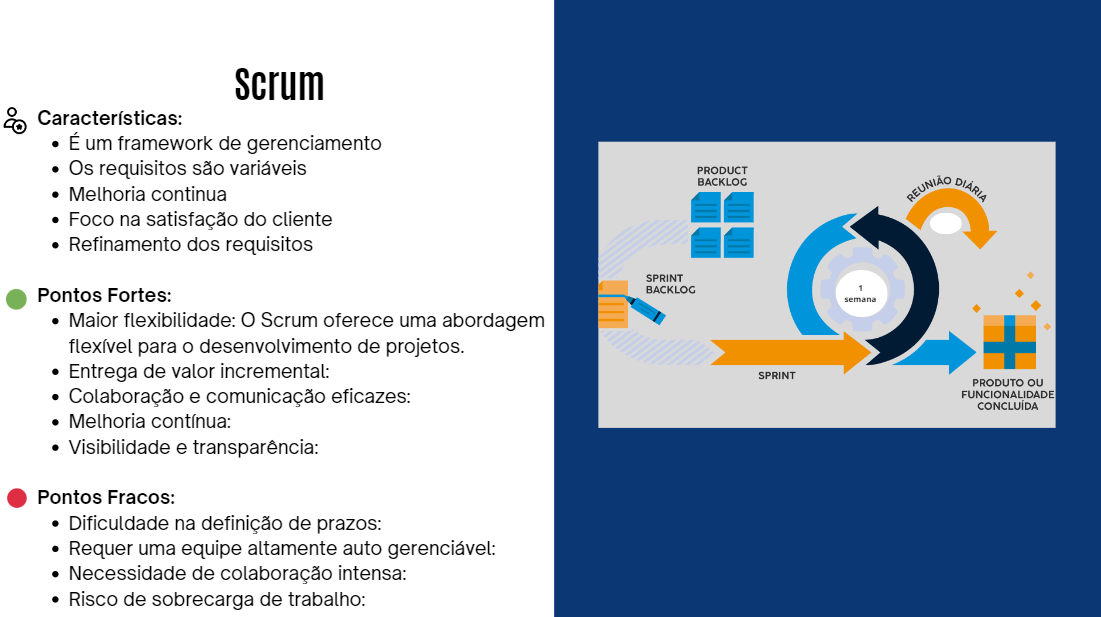 Scrum
Características:
É um framework de gerenciamento
Os requisitos são variáveis
Melhoria continua
Foco na satisfação do cliente
Refinamento dos requisitos
Pontos Fortes:
Maior flexibilidade: O Scrum oferece uma abordagem
flexível para o desenvolvimento de projetos.
Entrega de valor incremental:
Colaboração e comunicação eficazes:
Melhoria contínua:
Visibilidade e transparência:
Pontos Fracos:
Dificuldade na definição de prazos:
Requer uma equipe altamente auto gerenciável:
Necessidade de colaboração intensa:
Risco de sobrecarga de trabalho:
PRODUCT
BACKLOG
REUNIÃO DIÁRIA
SPRINT
BACKLOG
1
semana
SPRINT
PRODUTO OU
FUNCIONALIDADE
CONCLUÍDA